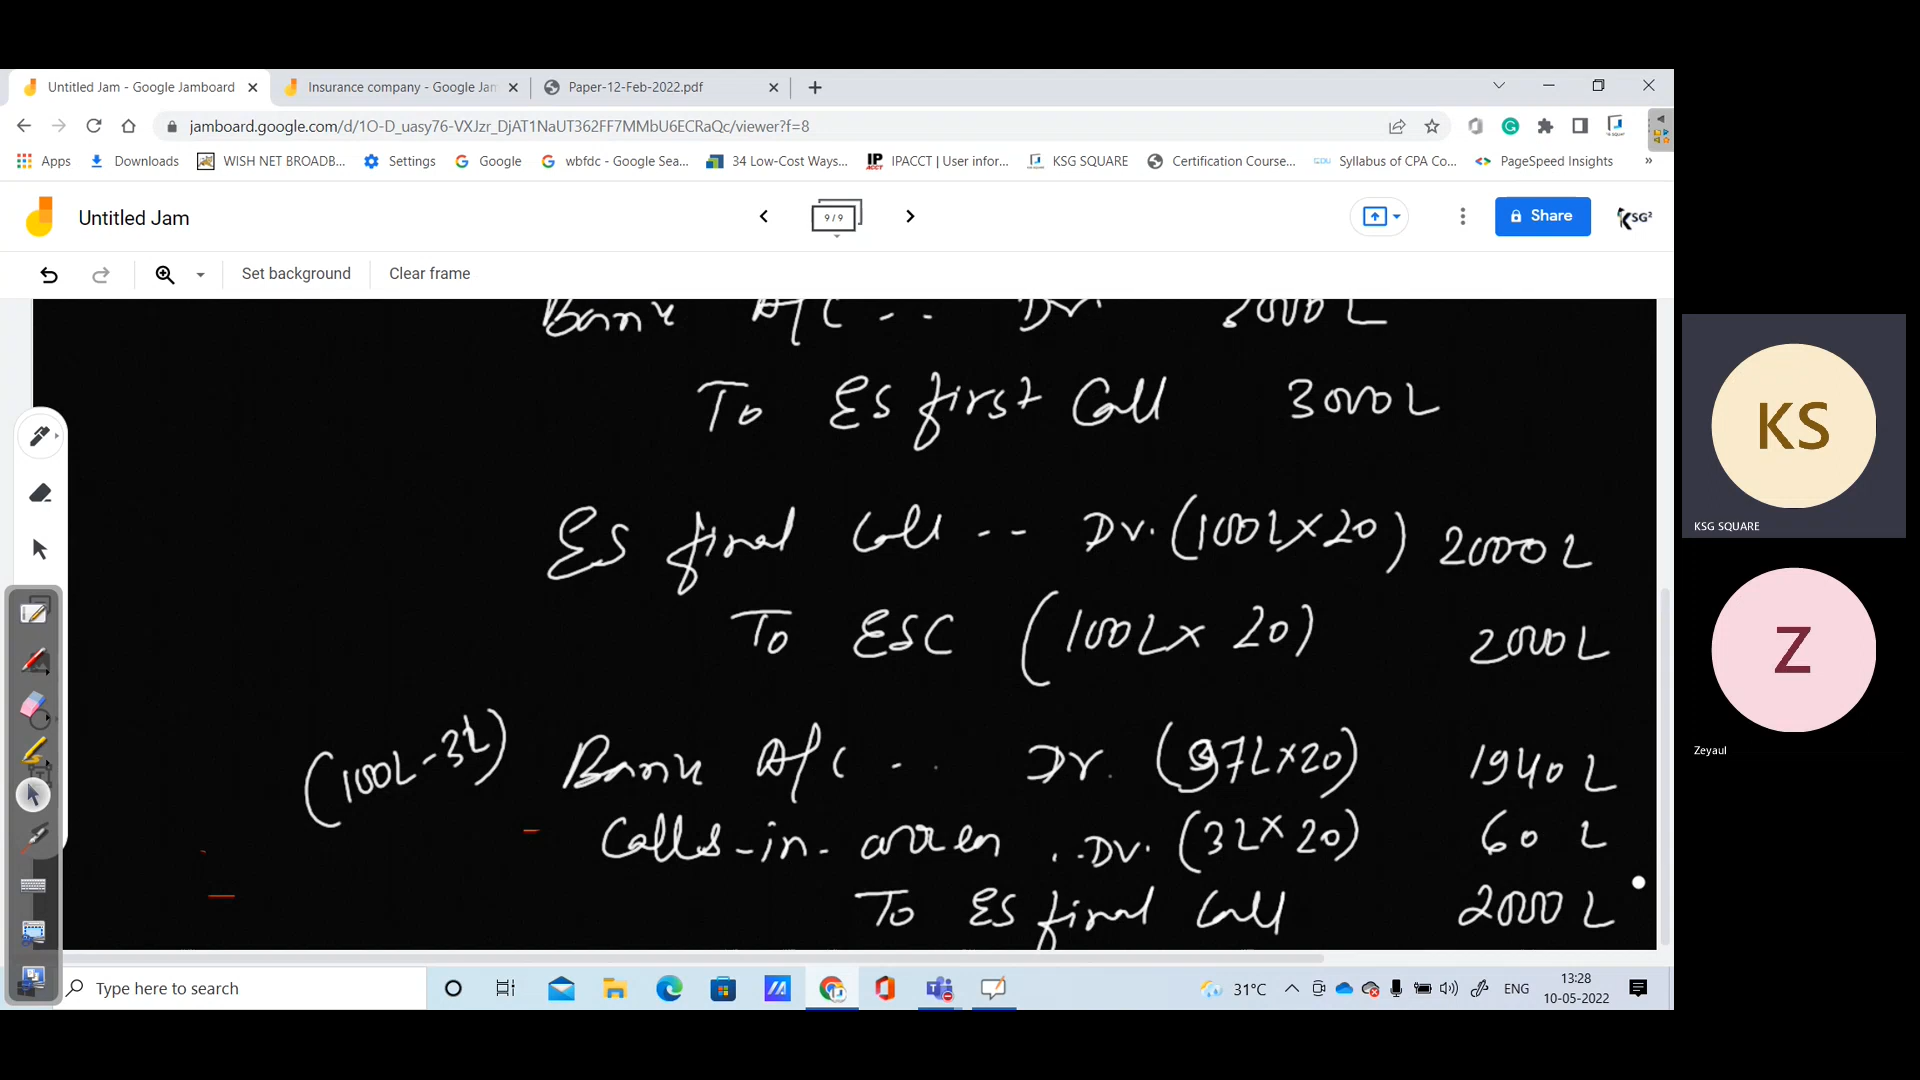 Untitled Jam - Google Jamboard
Insurance company - Google Jam
Paper-12-Feb-2022.pdf
jamboard.google.com/d/1O-D_uasy76-VXJzr_DjAT1NaUT362FF7MMbU6ECRaQc/viewer?f=8
Apps Downloads WISH NET BROADB... Settings Google wbfdc - Google Sea... 34 Low-Cost Ways... IPACCT | User infor... KSG SQUARE Certification Course... Syllabus of CPA Co... PageSpeed Insights »
Untitled Jam
9 / 9
Share
KSG²
Set background Clear frame
Bank A/C -- Dr. 3000 L
To ES first Call 3000 L
ES final Call -- Dr. (100L×20) 2000 L
To ESC (100L× 20) 2000 L
(100L-3L) Bank A/C -- Dr. (97L×20) 1940 L
Calls-in- arrear ..Dr. (3L×20) 60 L
To ES final Call 2000 L
KS
KSG SQUARE
Z
Zeyaul
Type here to search
31°C
ENG
13:28
10-05-2022